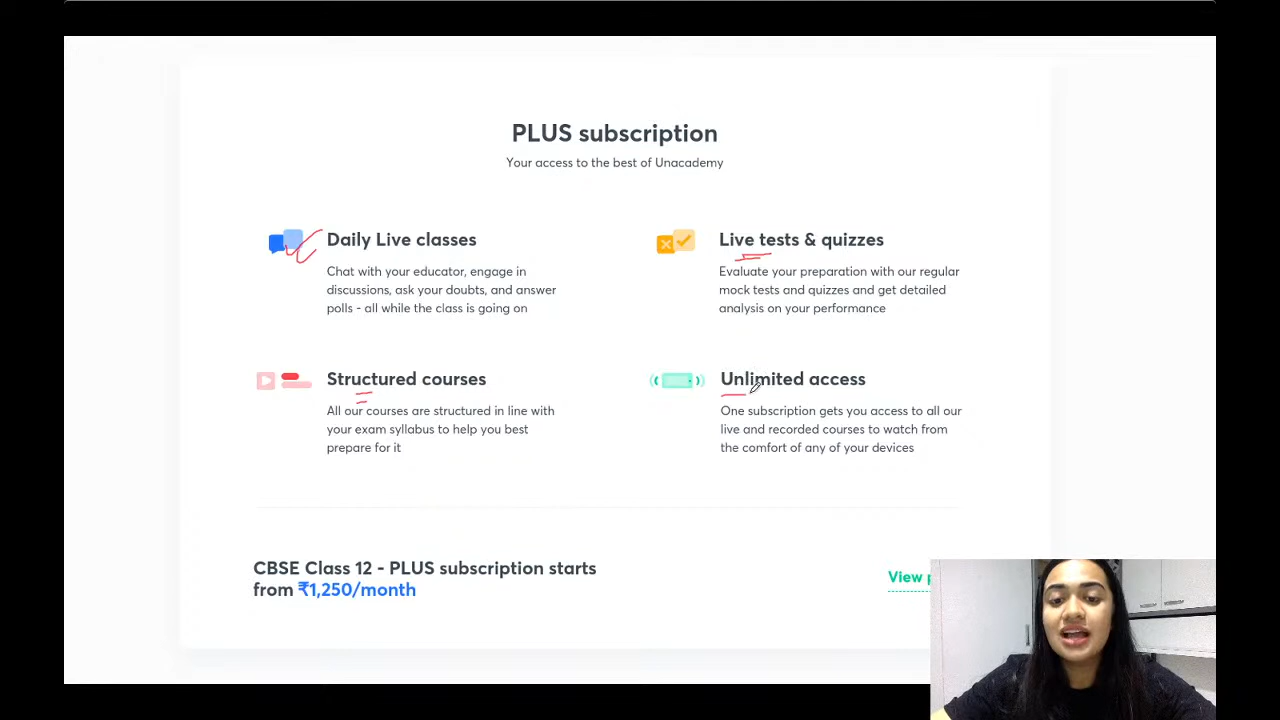 PLUS subscription
Your access to the best of Unacademy
Daily Live classes
Chat with your educator, engage in
discussions, ask your doubts, and answer
polls - all while the class is going on
Live tests & quizzes
Evaluate your preparation with our regular
mock tests and quizzes and get detailed
analysis on your performance
Structured courses
All our courses are structured in line with
your exam syllabus to help you best
prepare for it
Unlimited access
One subscription gets you access to all our
live and recorded courses to watch from
the comfort of any of your devices
CBSE Class 12 - PLUS subscription starts
from ₹1,250/month
View